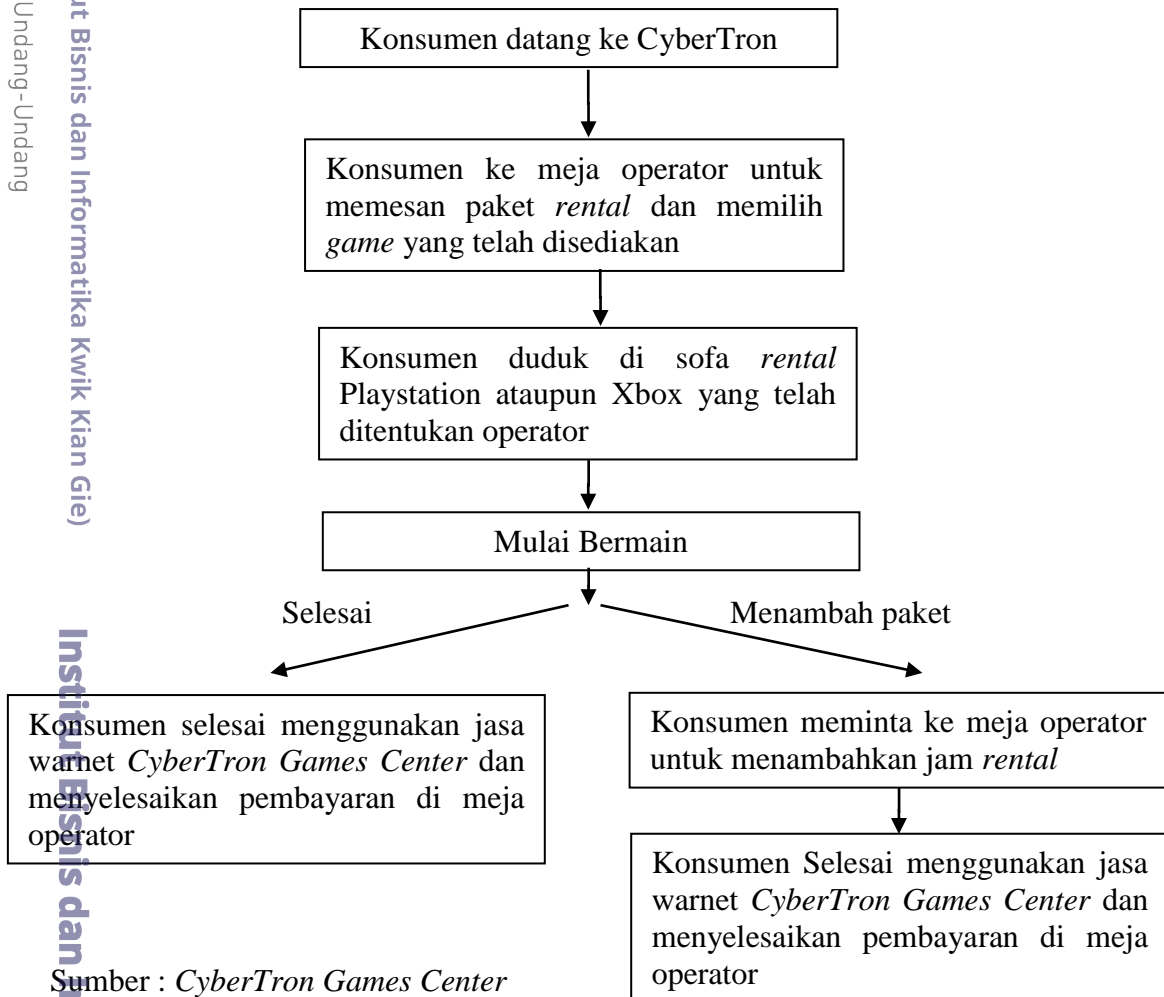 ut Bisnis dan Informatika Kwik Kian Gie)
Undang-Undang
Konsumen datang ke CyberTron
Konsumen ke meja operator untuk
memesan paket rental dan memilih
game yang telah disediakan
Konsumen duduk di sofa rental
Playstation ataupun Xbox yang telah
ditentukan operator
Mulai Bermain
Selesai
Menambah paket
Konsumen selesai menggunakan jasa
warnet CyberTron Games Center dan
menyelesaikan pembayaran di meja
operator
Konsumen meminta ke meja operator
untuk menambahkan jam rental
Konsumen Selesai menggunakan jasa
warnet CyberTron Games Center dan
menyelesaikan pembayaran di meja
operator
Institut Bisnis dan
Sumber : CyberTron Games Center